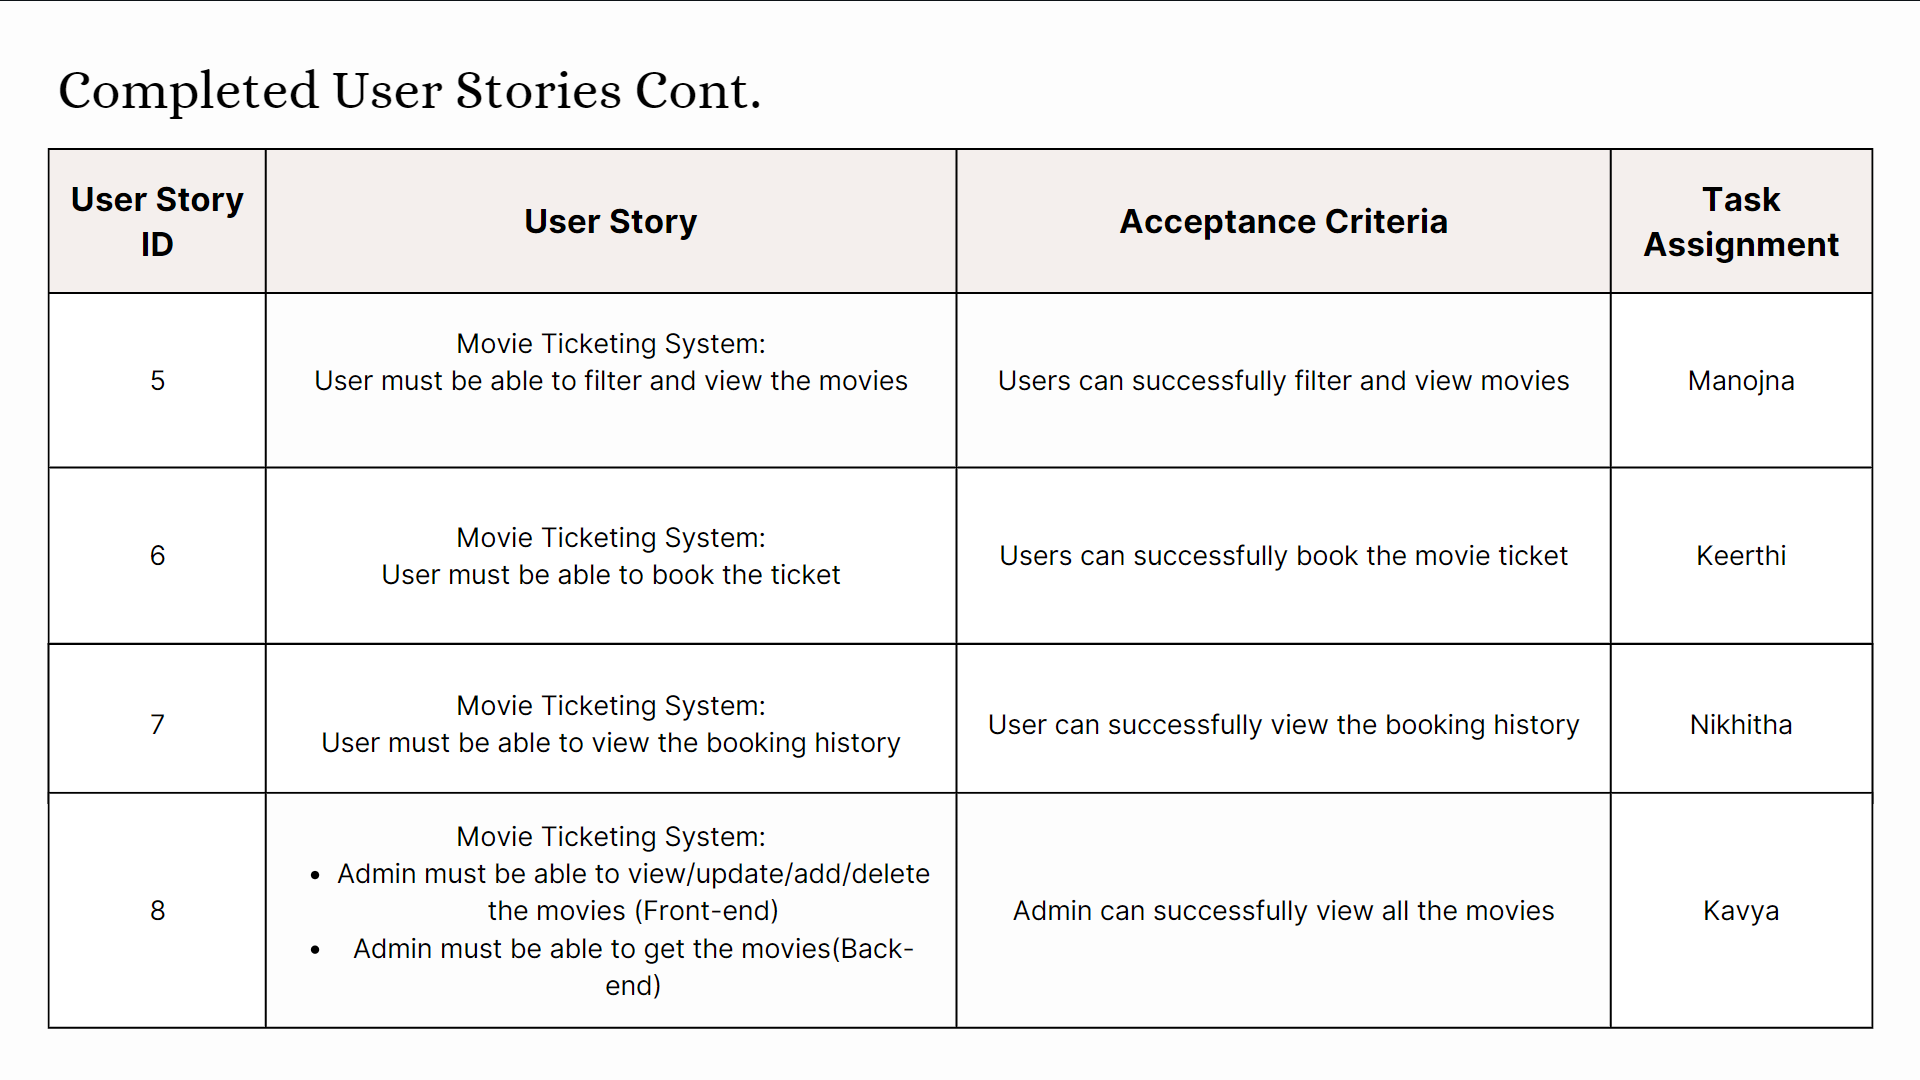 Completed User Stories Cont.
User Story
ID
User Story
Acceptance Criteria
Task
Assignment
5
Movie Ticketing System:
User must be able to filter and view the movies
Users can successfully filter and view movies
Manojna
6
Movie Ticketing System:
User must be able to book the ticket
Users can successfully book the movie ticket
Keerthi
7
Movie Ticketing System:
User must be able to view the booking history
User can successfully view the booking history
Nikhitha
8
Movie Ticketing System:
• Admin must be able to view/update/add/delete
the movies (Front-end)
• Admin must be able to get the movies(Back-
end)
Admin can successfully view all the movies
Kavya